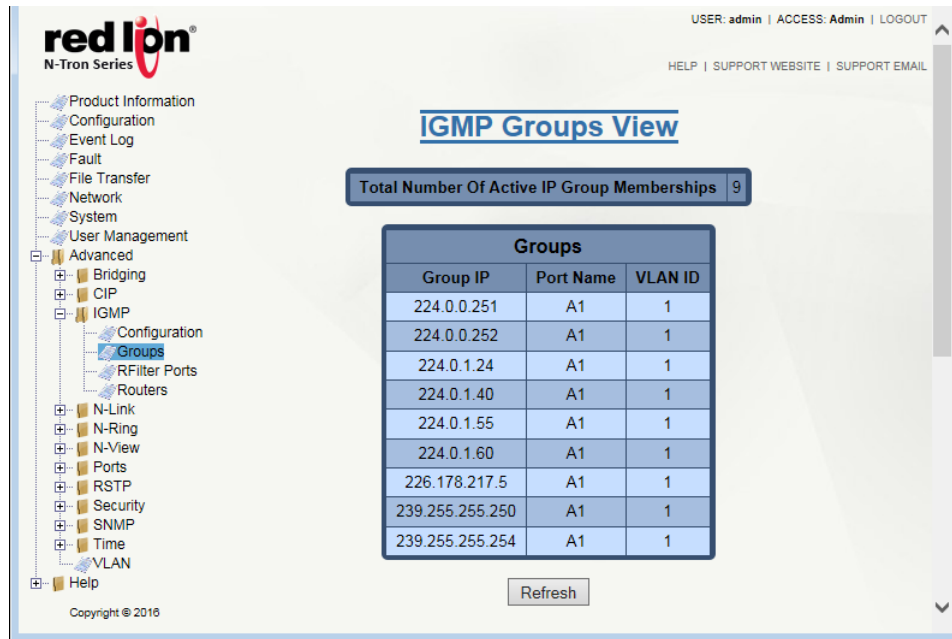 USER: admin | ACCESS: Admin | LOGOUT
red lion®
N-Tron Series
HELP | SUPPORT WEBSITE | SUPPORT EMAIL
Product Information
Configuration
Event Log
Fault
File Transfer
Network
System
User Management
Advanced
Bridging
CIP
IGMP
Configuration
Groups
RFilter Ports
Routers
N-Link
N-Ring
N-View
Ports
RSTP
Security
SNMP
Time
VLAN
Help
Copyright © 2016
IGMP Groups View
Total Number Of Active IP Group Memberships 9
Groups
Group IP Port Name VLAN ID
224.0.0.251 A1 1
224.0.0.252 A1 1
224.0.1.24 A1 1
224.0.1.40 A1 1
224.0.1.55 A1 1
224.0.1.60 A1 1
226.178.217.5 A1 1
239.255.255.250 A1 1
239.255.255.254 A1 1
Refresh